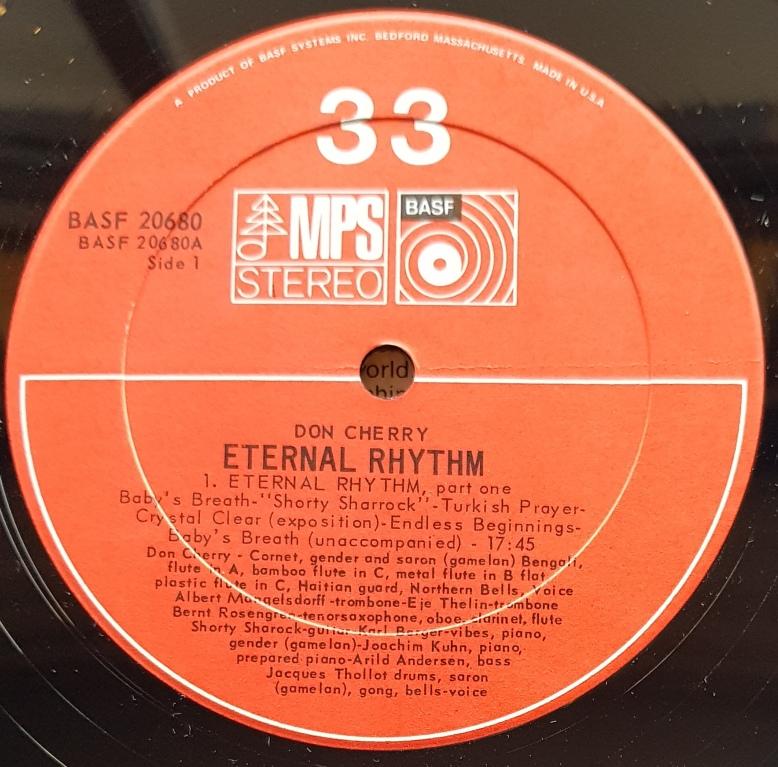 A PRODUCT OF BASF SYSTEMS INC. BEDFORD MASSACHUSETTS. MADE IN U.S.A
33
BASF 20680
BASF 20680A
Side 1
MPS
STEREO
BASF
orld
DON CHERRY
ETERNAL RHYTHM
1. ETERNAL RHYTHM, part one
Baby's Breath-"Shorty Sharrock"-Turkish Prayer-
Crystal Clear (exposition)-Endless Beginnings-
Baby's Breath (unaccompanied) - 17:45
Don Cherry - Cornet, gender and saron (gamelan) Bengali,
flute in A, bamboo flute in C, metal flute in B flat
plastic flute in C, Haitian guard, Northern Bells, Voice
Albert Mangelsdorff-trombone-Eje Thelin-trombone
Bernt Rosengren-tenorsaxophone, oboe, clarinet, flute
Shorty Sharock-guitar Karl Berger-vibes, piano,
gender (gamelan)-Joachim Kuhn, piano,
prepared piano-Arild Andersen, bass
Jacques Thollot drums, saron
(gamelan), gong, bells-voice